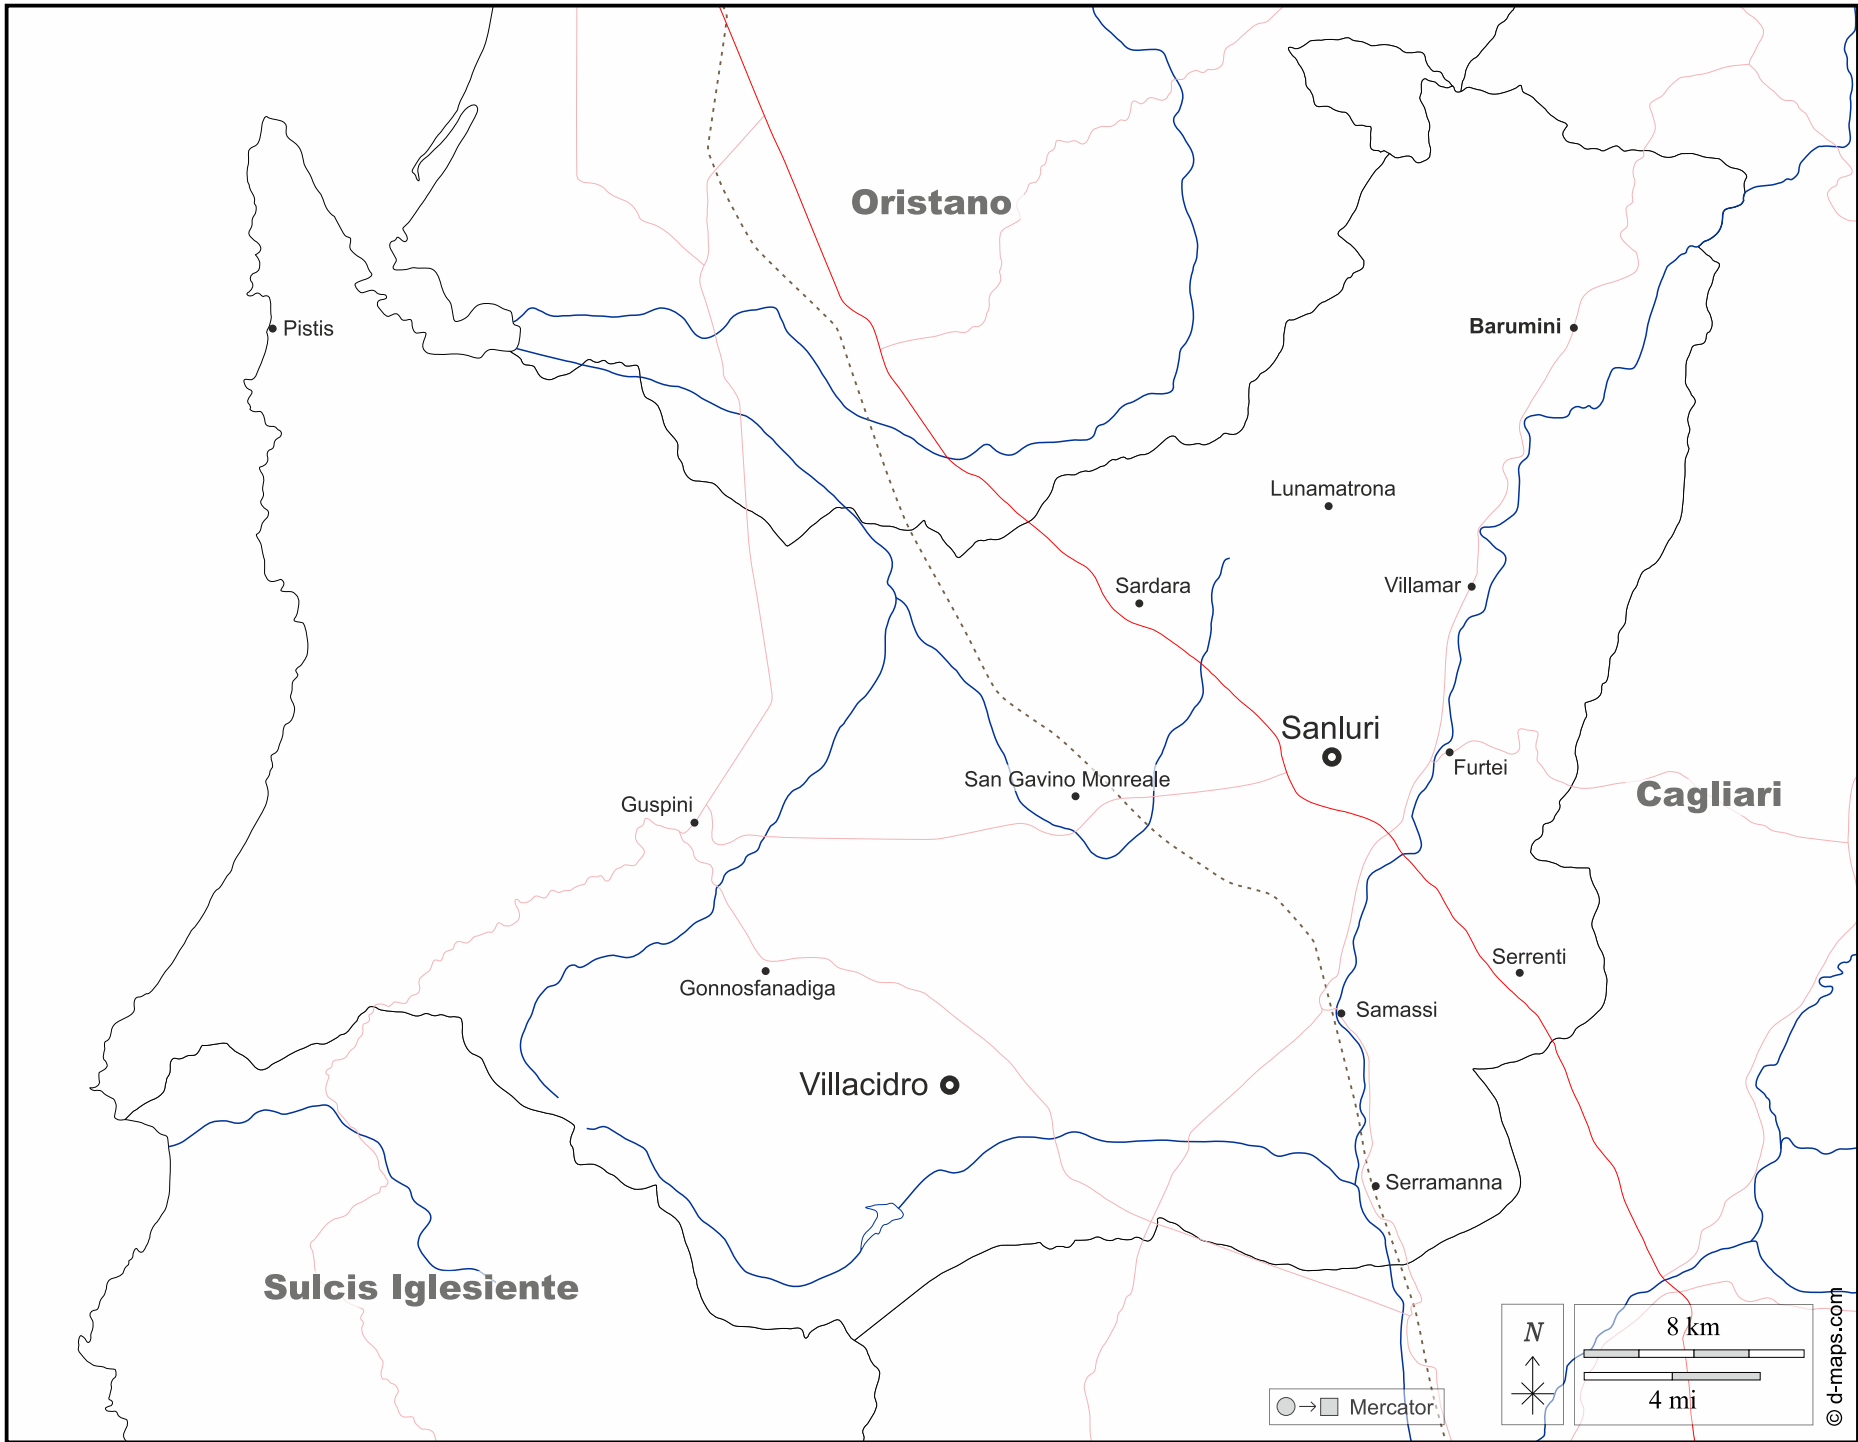 Oristano
Pistis
Barumini
Lunamatrona
Sardara
Villamar
Sanluri
San Gavino Monreale
Furtei
Guspini
Cagliari
Serrenti
Gonnosfanadiga
Samassi
Villacidro
Serramanna
Sulcis Iglesiente
N
8 km
4 mi
Mercator
© d-maps.com